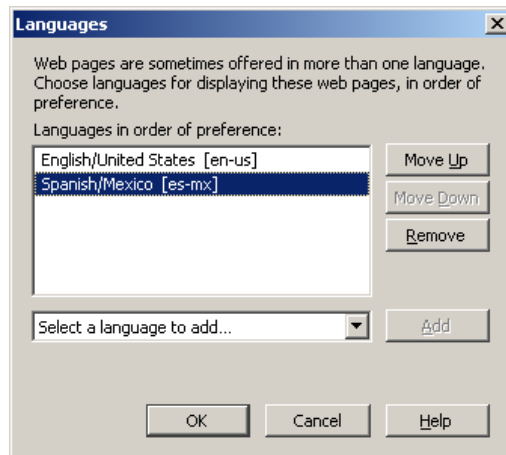 Languages
Web pages are sometimes offered in more than one language.
Choose languages for displaying these web pages, in order of
preference.
Languages in order of preference:
English/United States [en-us]
Spanish/Mexico [es-mx]
Move Up
Move Down
Remove
Select a language to add...
Add
OK
Cancel
Help